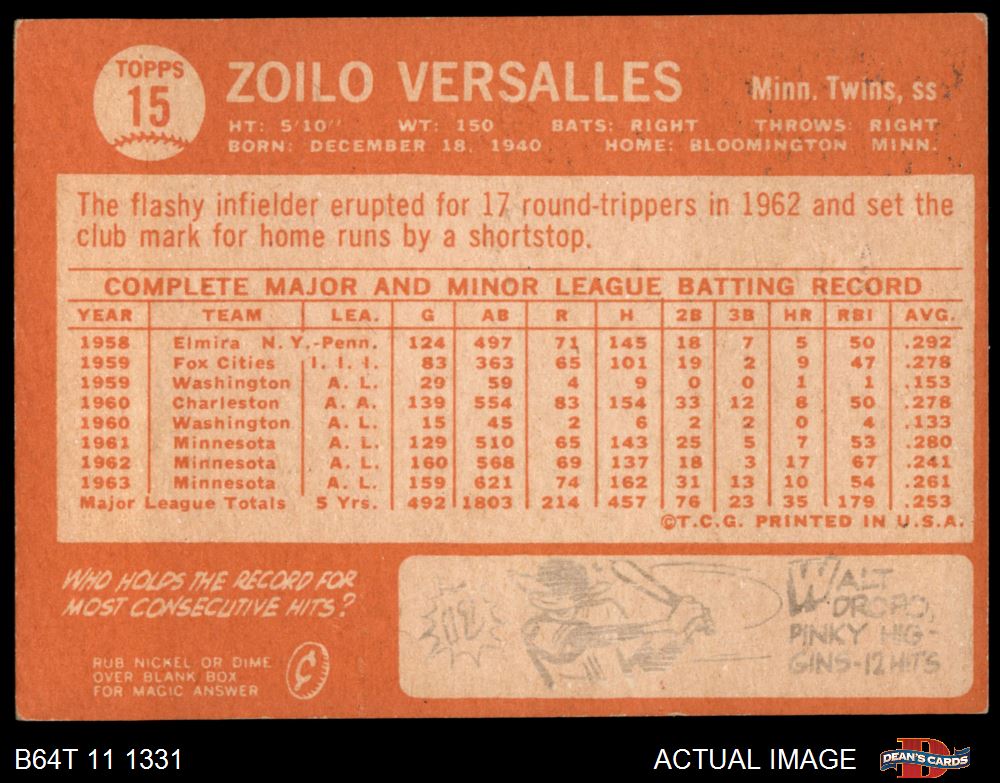 TOPPS
15
ZOILO VERSALLES
Minn. Twins, ss
HT: 5'10" WT: 150 BATS: RIGHT THROWS: RIGHT
BORN: DECEMBER 18, 1940 HOME: BLOOMINGTON, MINN.
The flashy infielder erupted for 17 round-trippers in 1962 and set the
club mark for home runs by a shortstop.
COMPLETE MAJOR AND MINOR LEAGUE BATTING RECORD
YEAR TEAM LEA. G AB R H 2B 3B HR RBI AVG.
1958 Elmira N. Y.-Penn. 124 497 71 145 18 7 5 50 .292
1959 Fox Cities I. I. I. 83 363 65 101 19 2 9 47 .278
1959 Washington A. L. 29 59 4 9 0 0 1 1 .153
1960 Charleston A. A. 139 554 83 154 33 12 8 50 .278
1960 Washington A. L. 15 45 2 6 2 2 0 4 .133
1961 Minnesota A. L. 129 510 65 143 25 5 7 53 .280
1962 Minnesota A. L. 160 568 69 137 18 3 17 67 .241
1963 Minnesota A. L. 159 621 74 162 31 13 10 54 .261
Major League Totals 5 Yrs. 492 1803 214 457 76 23 35 179 .253
©T.C.G. PRINTED IN U.S.A.
WHO HOLDS THE RECORD FOR
MOST CONSECUTIVE HITS?
RUB NICKEL OR DIME
OVER BLANK BOX
FOR MAGIC ANSWER
¢
12
WALT
DROPO,
PINKY HIG-
GINS-12 HITS
B64T 11 1331
ACTUAL IMAGE
D
DEAN'S CARDS